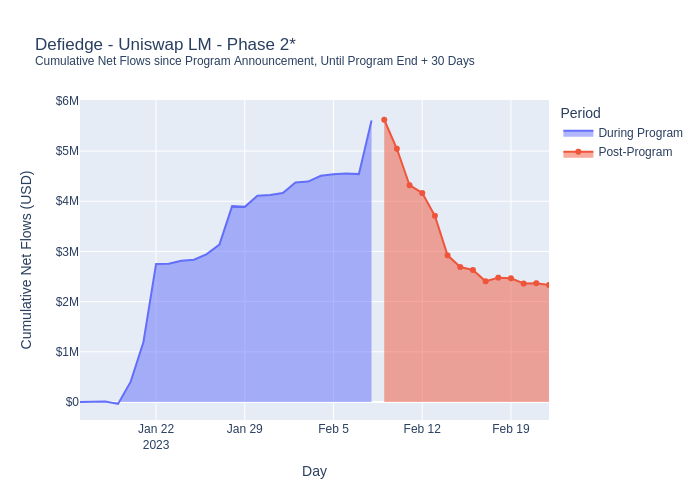 Defiedge - Uniswap LM - Phase 2*
Cumulative Net Flows since Program Announcement, Until Program End + 30 Days
Period
During Program
Post-Program
$6M
$5M
$4M
$3M
$2M
$1M
$0
Cumulative Net Flows (USD)
Jan 22
2023
Jan 29
Feb 5
Feb 12
Feb 19
Day